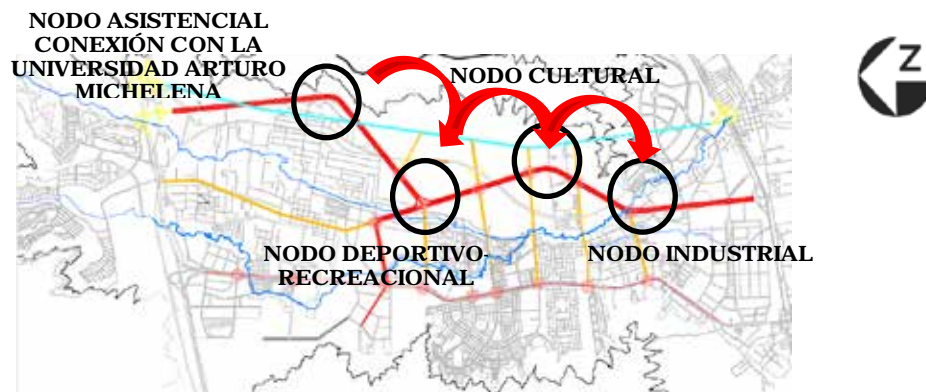 NODO ASISTENCIAL
CONEXIÓN CON LA
UNIVERSIDAD ARTURO
MICHELENA
NODO CULTURAL
NODO DEPORTIVO-
RECREACIONAL
NODO INDUSTRIAL
Z